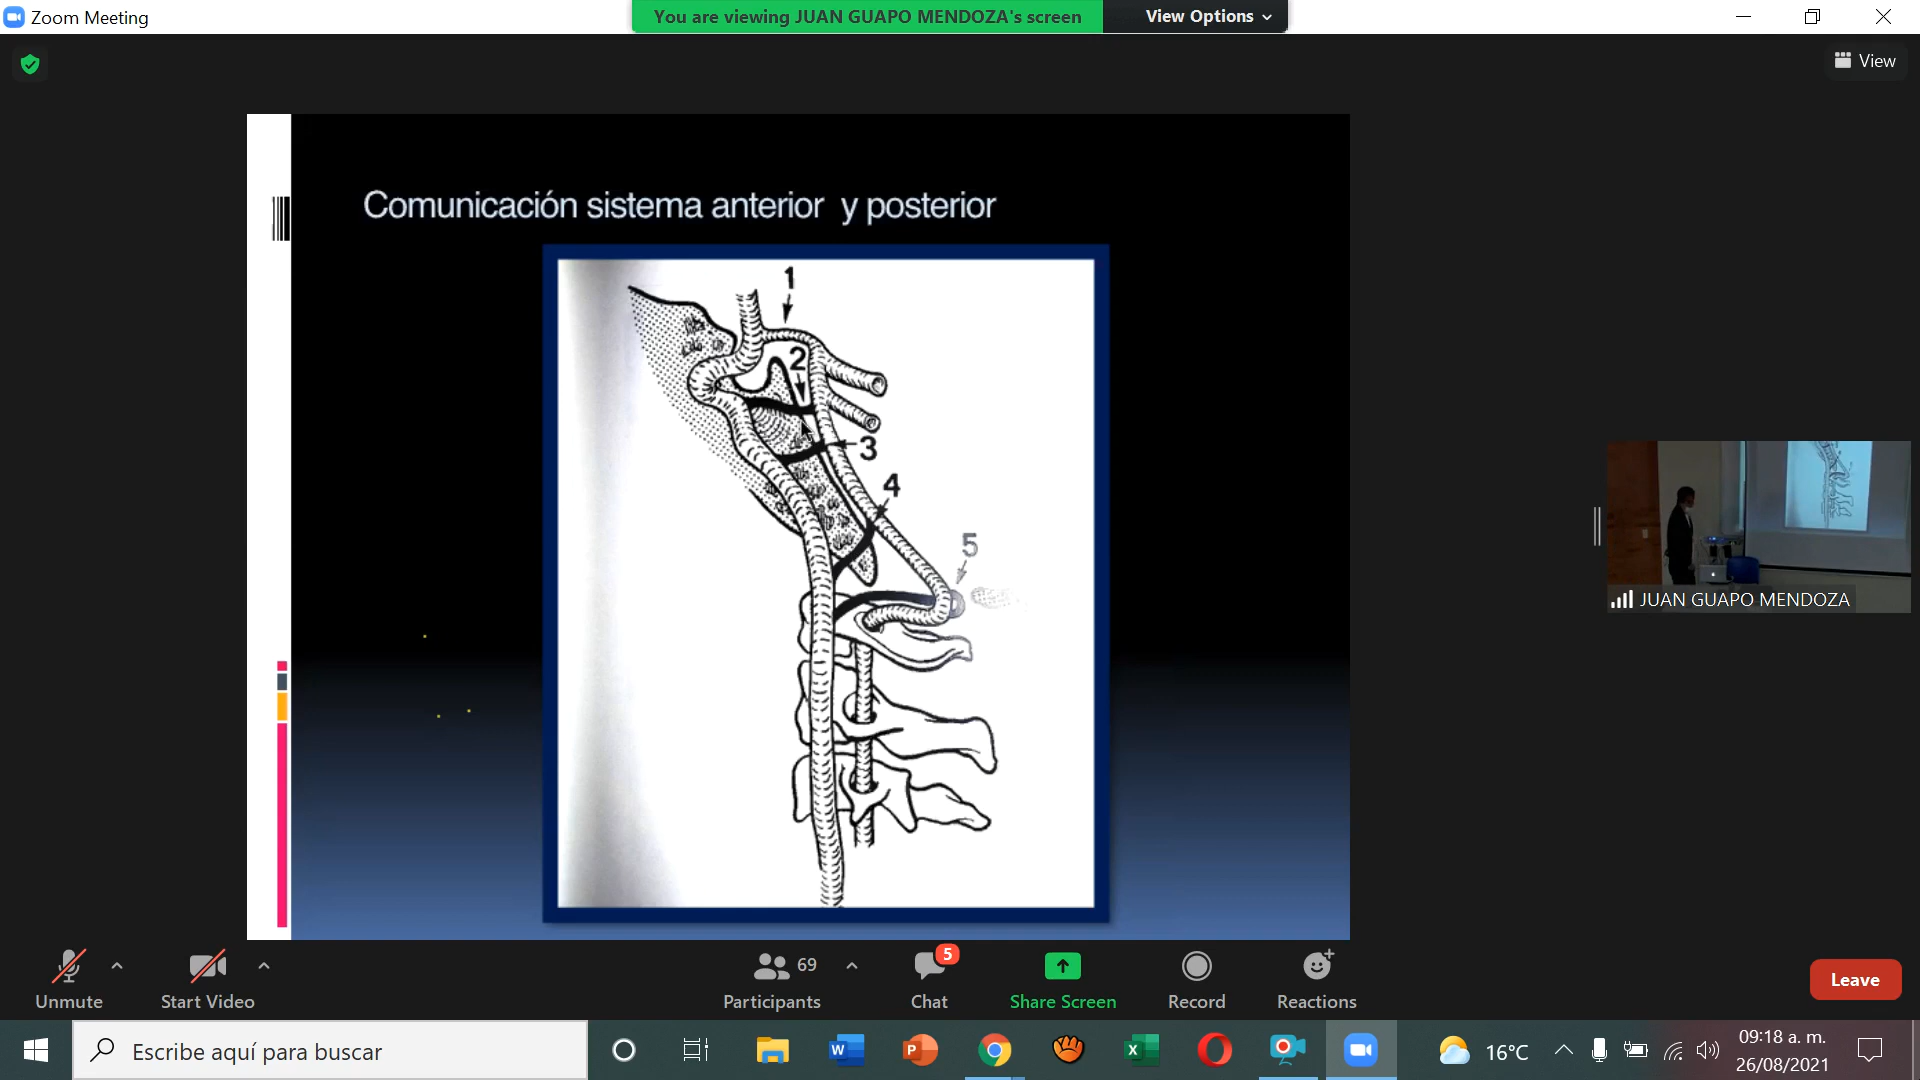 Zoom Meeting
You are viewing JUAN GUAPO MENDOZA's screen
View Options
View
Comunicación sistema anterior y posterior
1
2
3
4
5
JUAN GUAPO MENDOZA
Unmute
Start Video
69
Participants
5
Chat
Share Screen
Record
Reactions
Leave
Escribe aquí para buscar
16°C
09:18 a. m.
26/08/2021